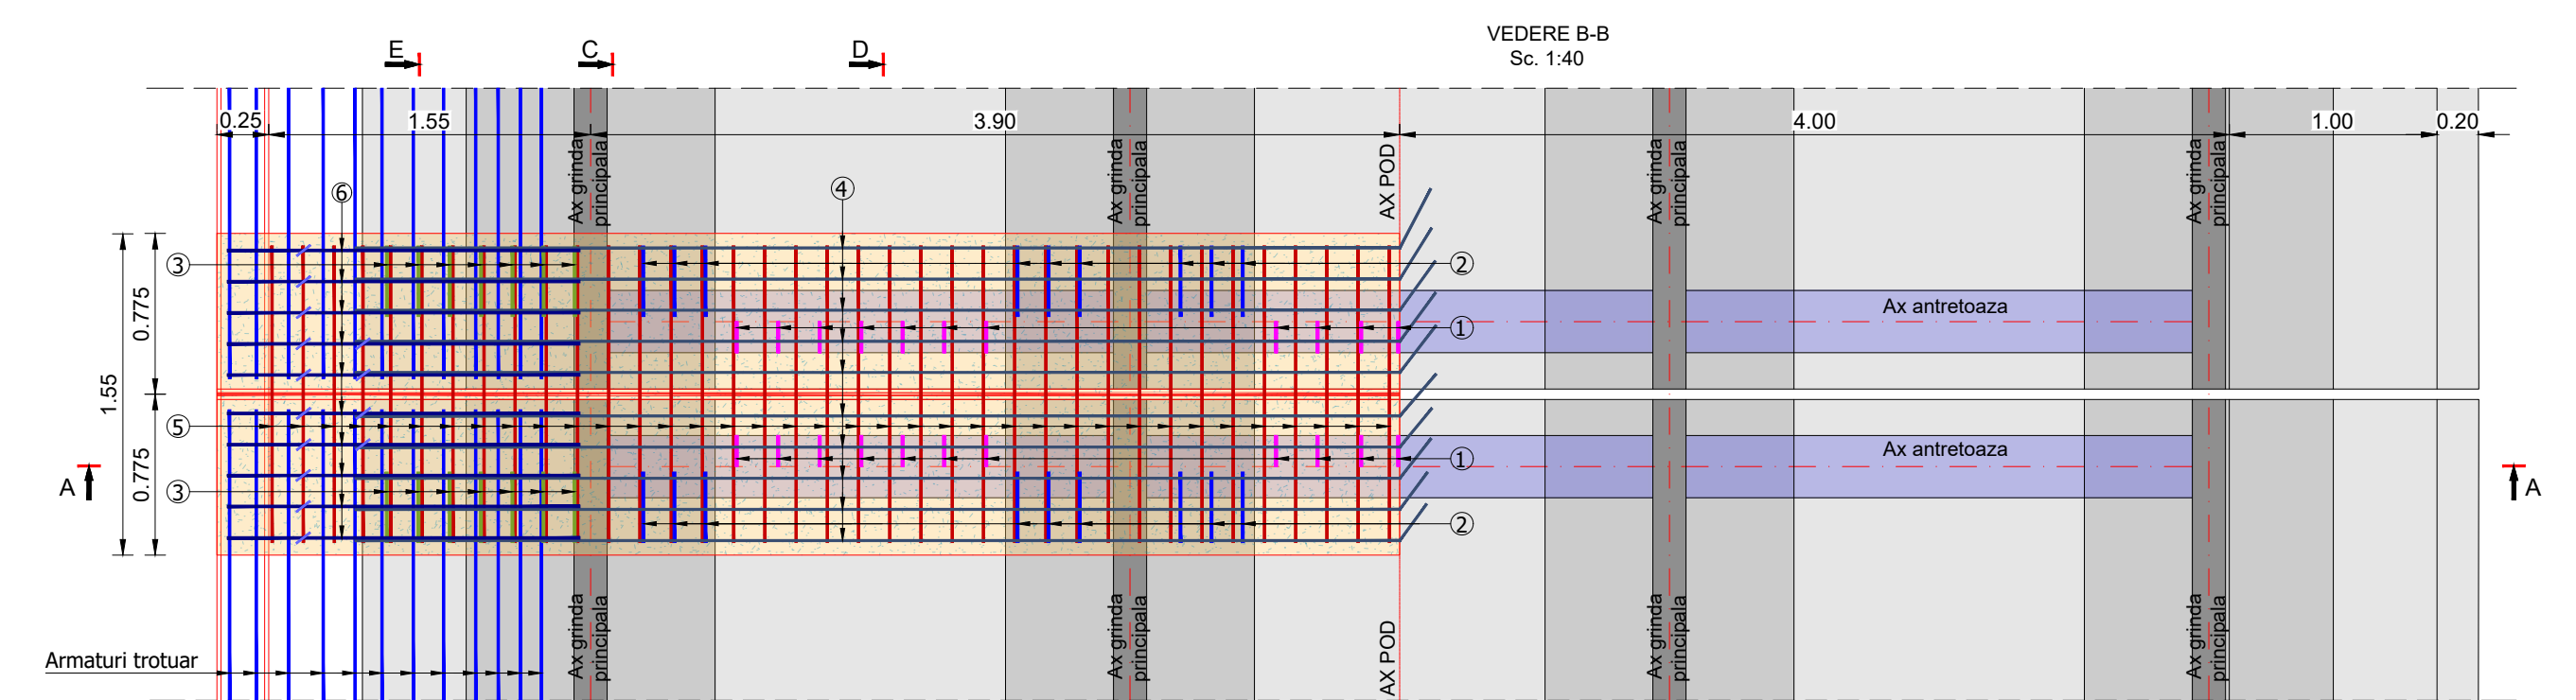 VEDERE B-B
Sc. 1:40
E
C
D
0.25
1.55
3.90
4.00
1.00
0.20
Ax grinda
principala
Ax grinda
principala
AX POD
Ax grinda
principala
Ax grinda
principala
6
4
3
2
0.775
1
Ax antretoaza
1.55
5
0.775
1
Ax antretoaza
A
3
A
2
Ax grinda
principala
Ax grinda
principala
AX POD
Ax grinda
principala
Ax grinda
principala
Armaturi trotuar